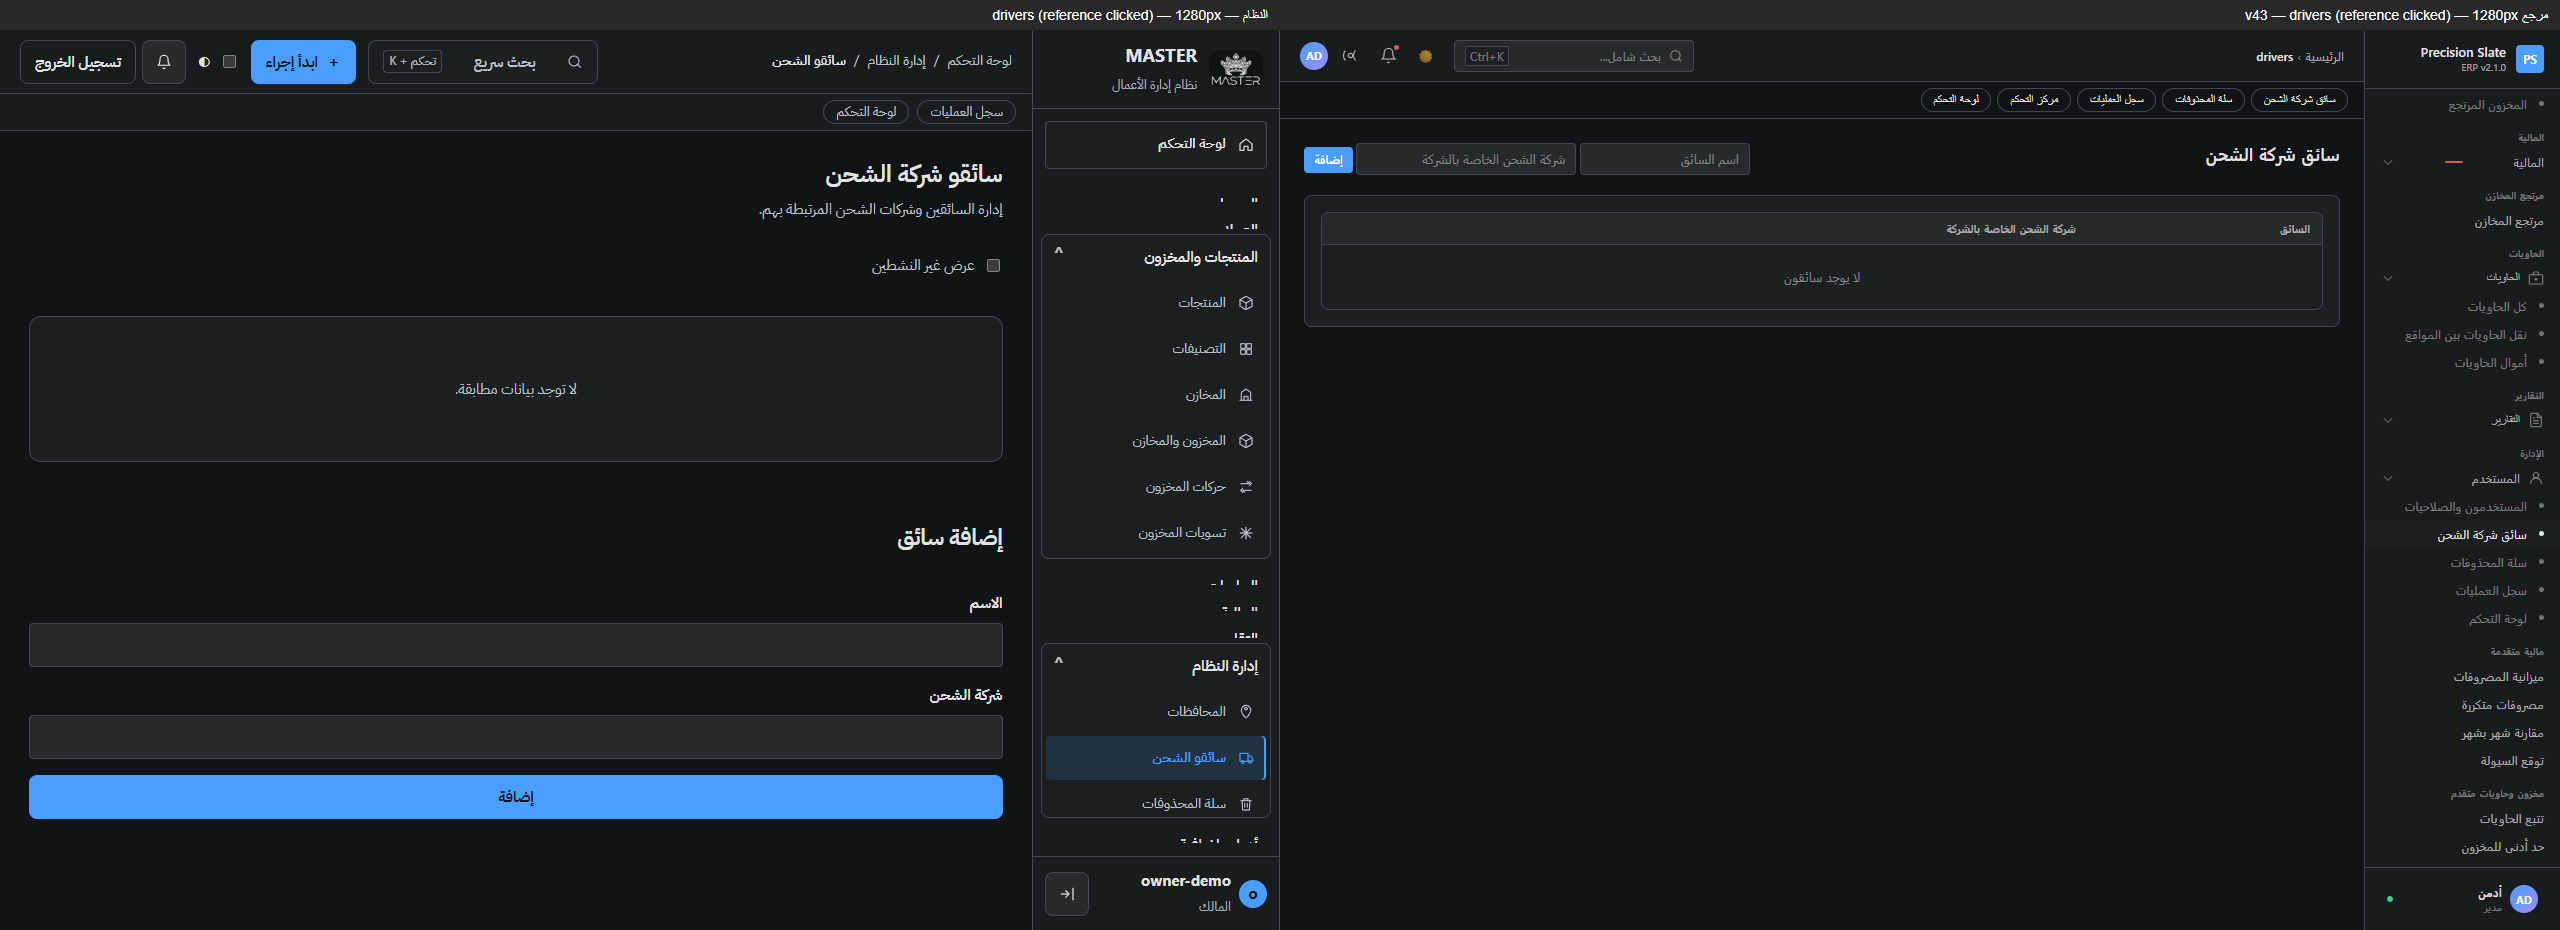 مرجع v43 — drivers (reference clicked) — 1280px
PS
Precision Slate
ERP v2.1.0
المخزون المرتجع
المالية
المالية
مرتجع المخازن
مرتجع المخازن
الحاويات
الحاويات
كل الحاويات
نقل الحاويات بين المواقع
أموال الحاويات
التقارير
التقارير
الإدارة
المستخدم
المستخدمون والصلاحيات
سائق شركة الشحن
سلة المحذوفات
سجل العمليات
لوحة التحكم
مالية متقدمة
ميزانية المصروفات
مصروفات متكررة
مقارنة شهر بشهر
توقع السيولة
مخزون وحاويات متقدم
تتبع الحاويات
حد أدنى للمخزون
AD
أدمن
مدير
الرئيسية › drivers
بحث شامل...
Ctrl+K
AD
سائق شركة الشحن
سلة المحذوفات
سجل العمليات
مركز التحكم
لوحة التحكم
سائق شركة الشحن
اسم السائق
شركة الشحن الخاصة بالشركة
إضافة
السائق
شركة الشحن الخاصة بالشركة
لا يوجد سائقون
النظام — drivers (reference clicked) — 1280px
MASTER
MASTER
نظام إدارة الأعمال
لوحة التحكم
المنتجات والمخزون
المنتجات
التصنيفات
المخازن
المخزون والمخازن
حركات المخزون
تسويات المخزون
إدارة النظام
المحافظات
سائقو الشحن
سلة المحذوفات
o
owner-demo
المالك
لوحة التحكم / إدارة النظام / سائقو الشحن
بحث سريع
تحكم + K
+ ابدأ إجراء
تسجيل الخروج
سجل العمليات
لوحة التحكم
سائقو شركة الشحن
إدارة السائقين وشركات الشحن المرتبطة بهم.
عرض غير النشطين
لا توجد بيانات مطابقة.
إضافة سائق
الاسم
شركة الشحن
إضافة